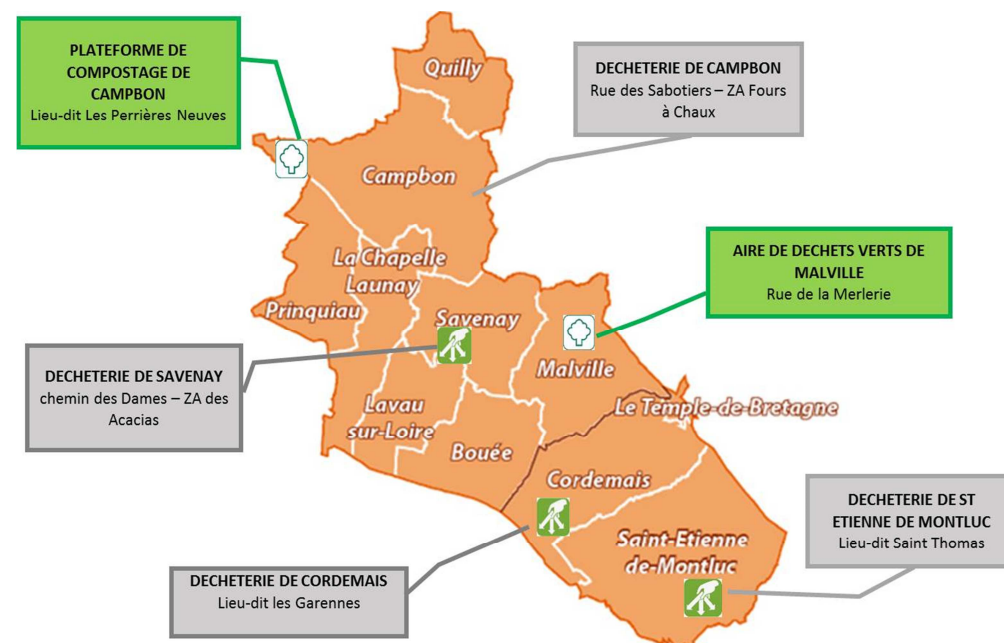 PLATEFORME DE
COMPOSTAGE DE
CAMPBON
Lieu-dit Les Perrières Neuves
DECHETERIE DE CAMPBON
Rue des Sabotiers – ZA Fours
à Chaux
Quilly
Campbon
La Chapelle
Launay
Prinquiau
Savenay
AIRE DE DECHETS VERTS DE
MALVILLE
Rue de la Merlerie
Malville
DECHETERIE DE SAVENAY
chemin des Dames – ZA des
Acacias
Lavau
sur-Loire
Le Temple-de-Bretagne
Bouée
Cordemais
DECHETERIE DE ST
ETIENNE DE MONTLUC
Lieu-dit Saint Thomas
Saint-Etienne
de-Montluc
DECHETERIE DE CORDEMAIS
Lieu-dit les Garennes